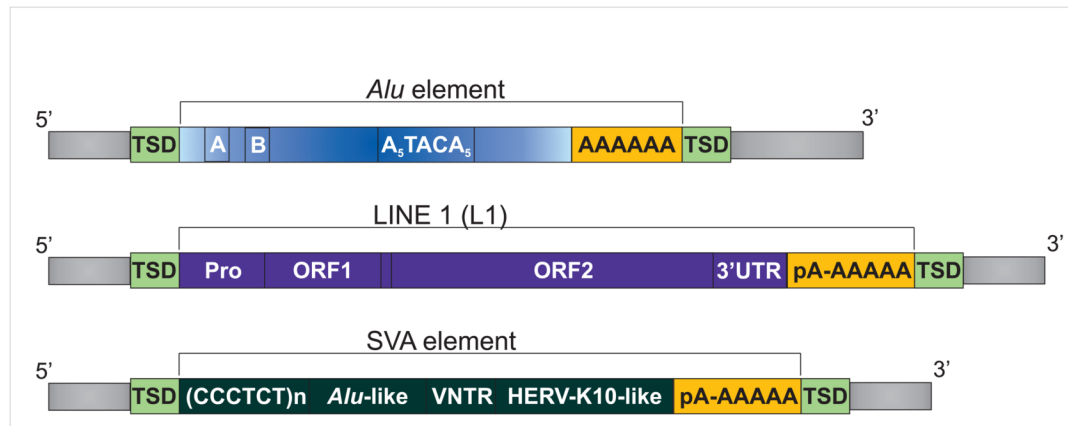 Alu element
5’ 3’
TSD A B A₅TACA₅ AAAAAA TSD
LINE 1 (L1)
5’ 3’
TSD Pro ORF1 ORF2 3’UTR pA-AAAAA TSD
SVA element
5’ 3’
TSD (CCCTCT)n Alu-like VNTR HERV-K10-like pA-AAAAA TSD